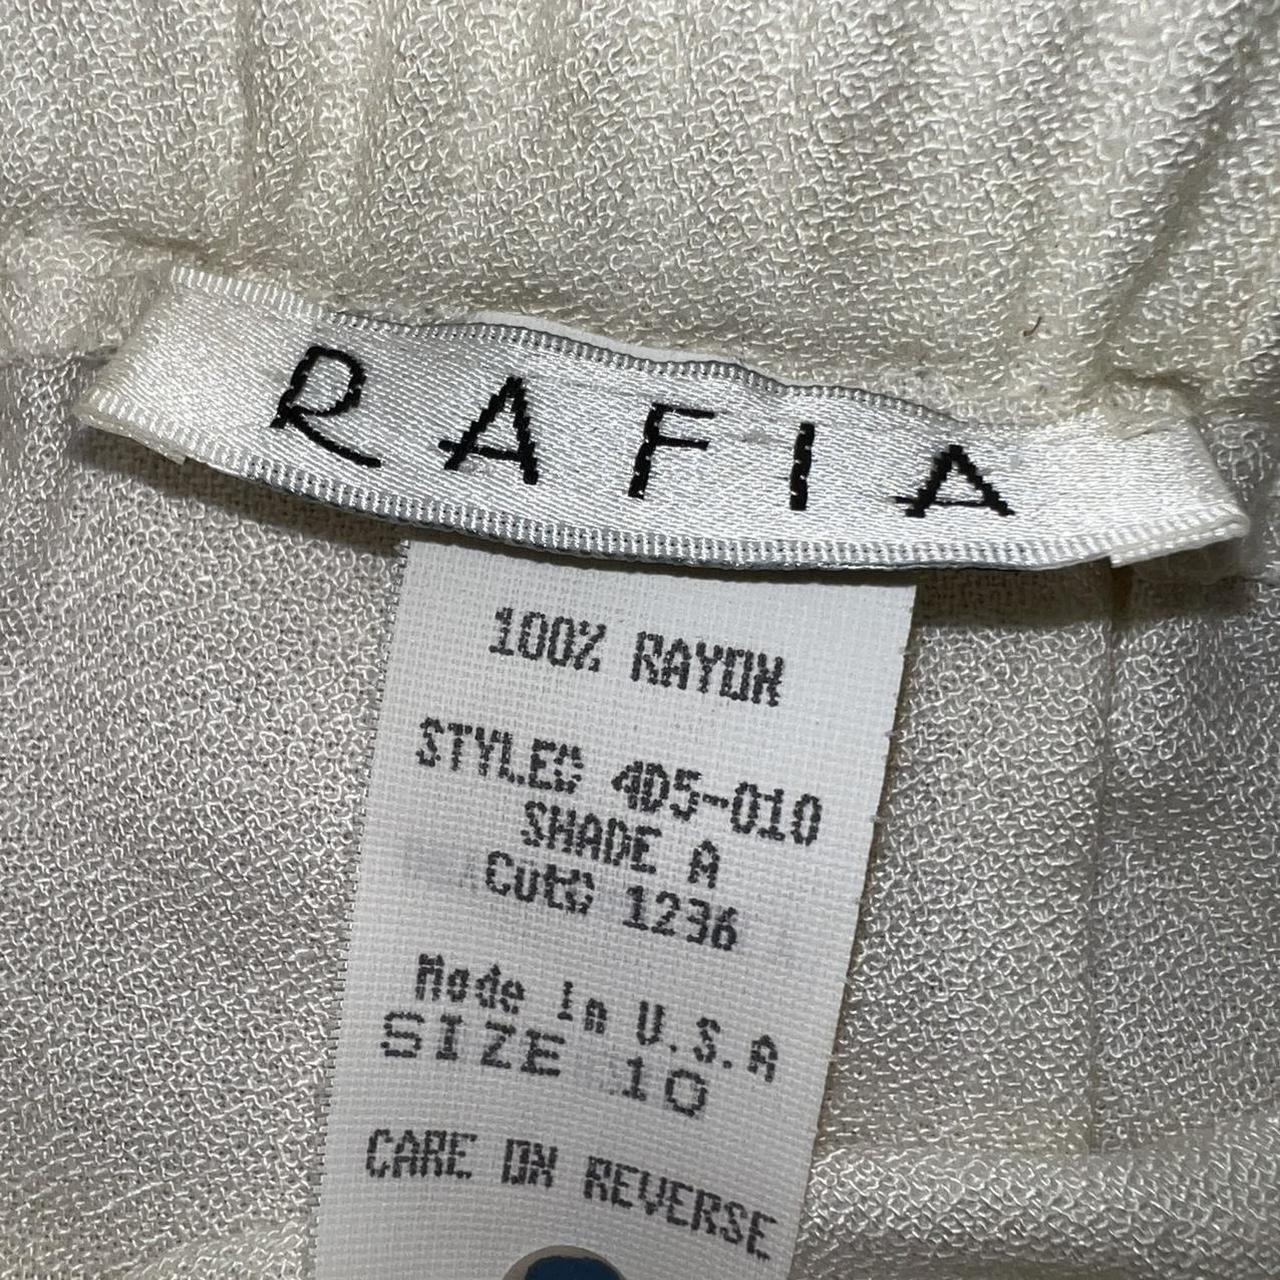 RAFIA
100% RAYON
STYLE: 4D5-010
SHADE A
Cut: 1236
Made In U.S.A
SIZE 10
CARE ON REVERSE